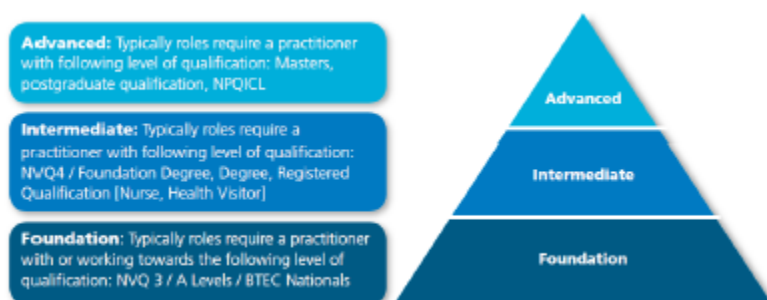 Advanced: Typically roles require a practitioner
with following level of qualification: Masters,
postgraduate qualification, NPQICL
Intermediate: Typically roles require a
practitioner with following level of qualification:
NVQ4 / Foundation Degree, Degree, Registered
Qualification [Nurse, Health Visitor]
Foundation: Typically roles require a practitioner
with or working towards the following level of
qualification: NVQ 3 / A Levels / BTEC Nationals
Advanced
Intermediate
Foundation